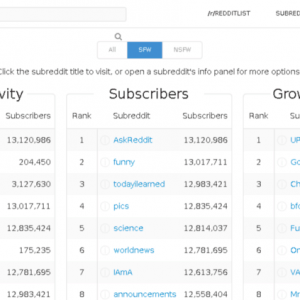 /r/REDDITLIST SUBRED
All SFW NSFW
Click the subreddit title to visit, or open a subreddit's info panel for more options
vity Subscribers Grow
Subscribers Rank Subreddit Subscribers Rank
13,120,986 1 AskReddit 13,120,986 1 UP
204,450 2 funny 13,017,711 2 Go
3,127,630 3 todayilearned 12,983,421 3 Ch
13,017,711 4 pics 12,835,424 4 bfo
12,835,424 5 science 12,814,037 5 Fu
175,235 6 worldnews 12,781,695 6 On
12,781,695 7 IAmA 12,613,756 7 VA
12,983,421 8 announcements 12,558,404 8 Me